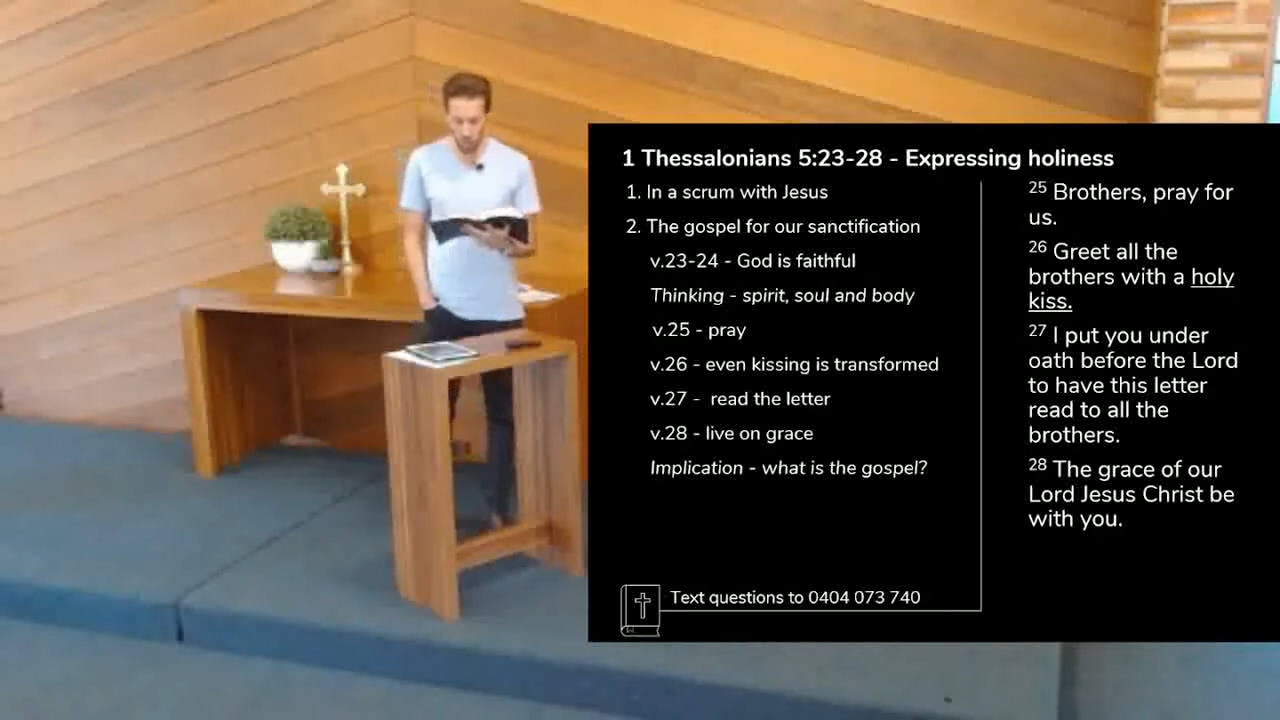 1 Thessalonians 5:23-28 - Expressing holiness
1. In a scrum with Jesus
2. The gospel for our sanctification
v.23-24 - God is faithful
Thinking - spirit, soul and body
v.25 - pray
v.26 - even kissing is transformed
v.27 - read the letter
v.28 - live on grace
Implication - what is the gospel?
Text questions to 0404 073 740
25 Brothers, pray for
us.
26 Greet all the
brothers with a holy
kiss.
27 I put you under
oath before the Lord
to have this letter
read to all the
brothers.
28 The grace of our
Lord Jesus Christ be
with you.